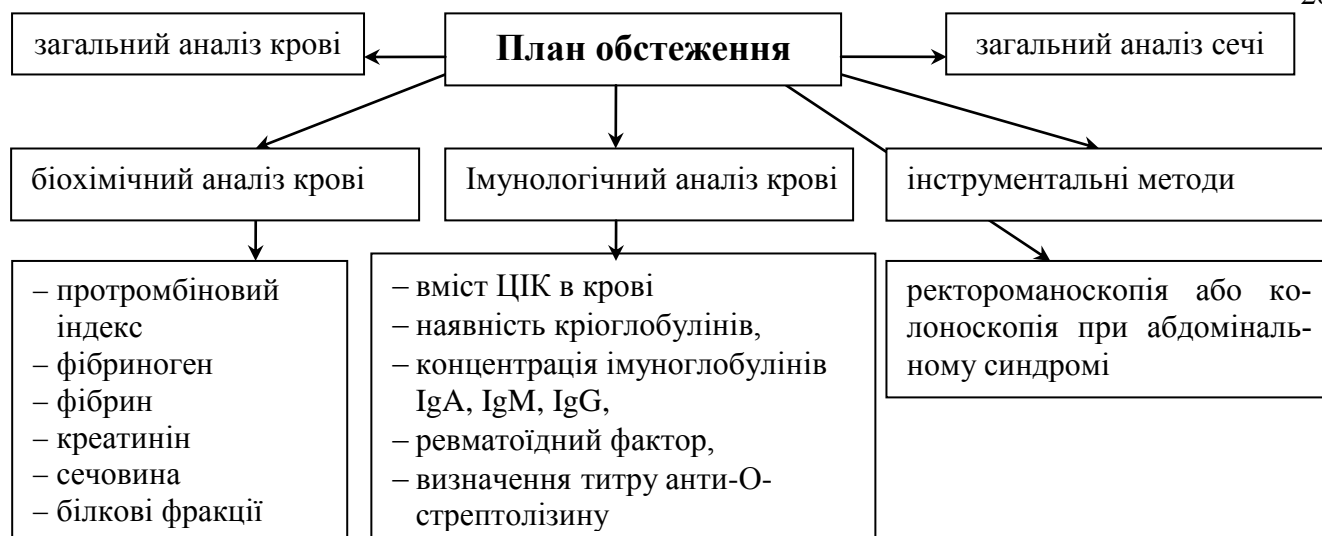 загальний аналіз крові
План обстеження
загальний аналіз сечі
біохімічний аналіз крові
Імунологічний аналіз крові
інструментальні методи
– протромбіновий
індекс
– фібриноген
– фібрин
– креатинін
– сечовина
– білкові фракції
– вміст ЦІК в крові
– наявність кріоглобулінів,
– концентрація імуноглобулінів
IgA, IgM, IgG,
– ревматоїдний фактор,
– визначення титру анти-О-
стрептолізину
ректороманоскопія або ко-
лоноскопія при абдоміналь-
ному синдромі